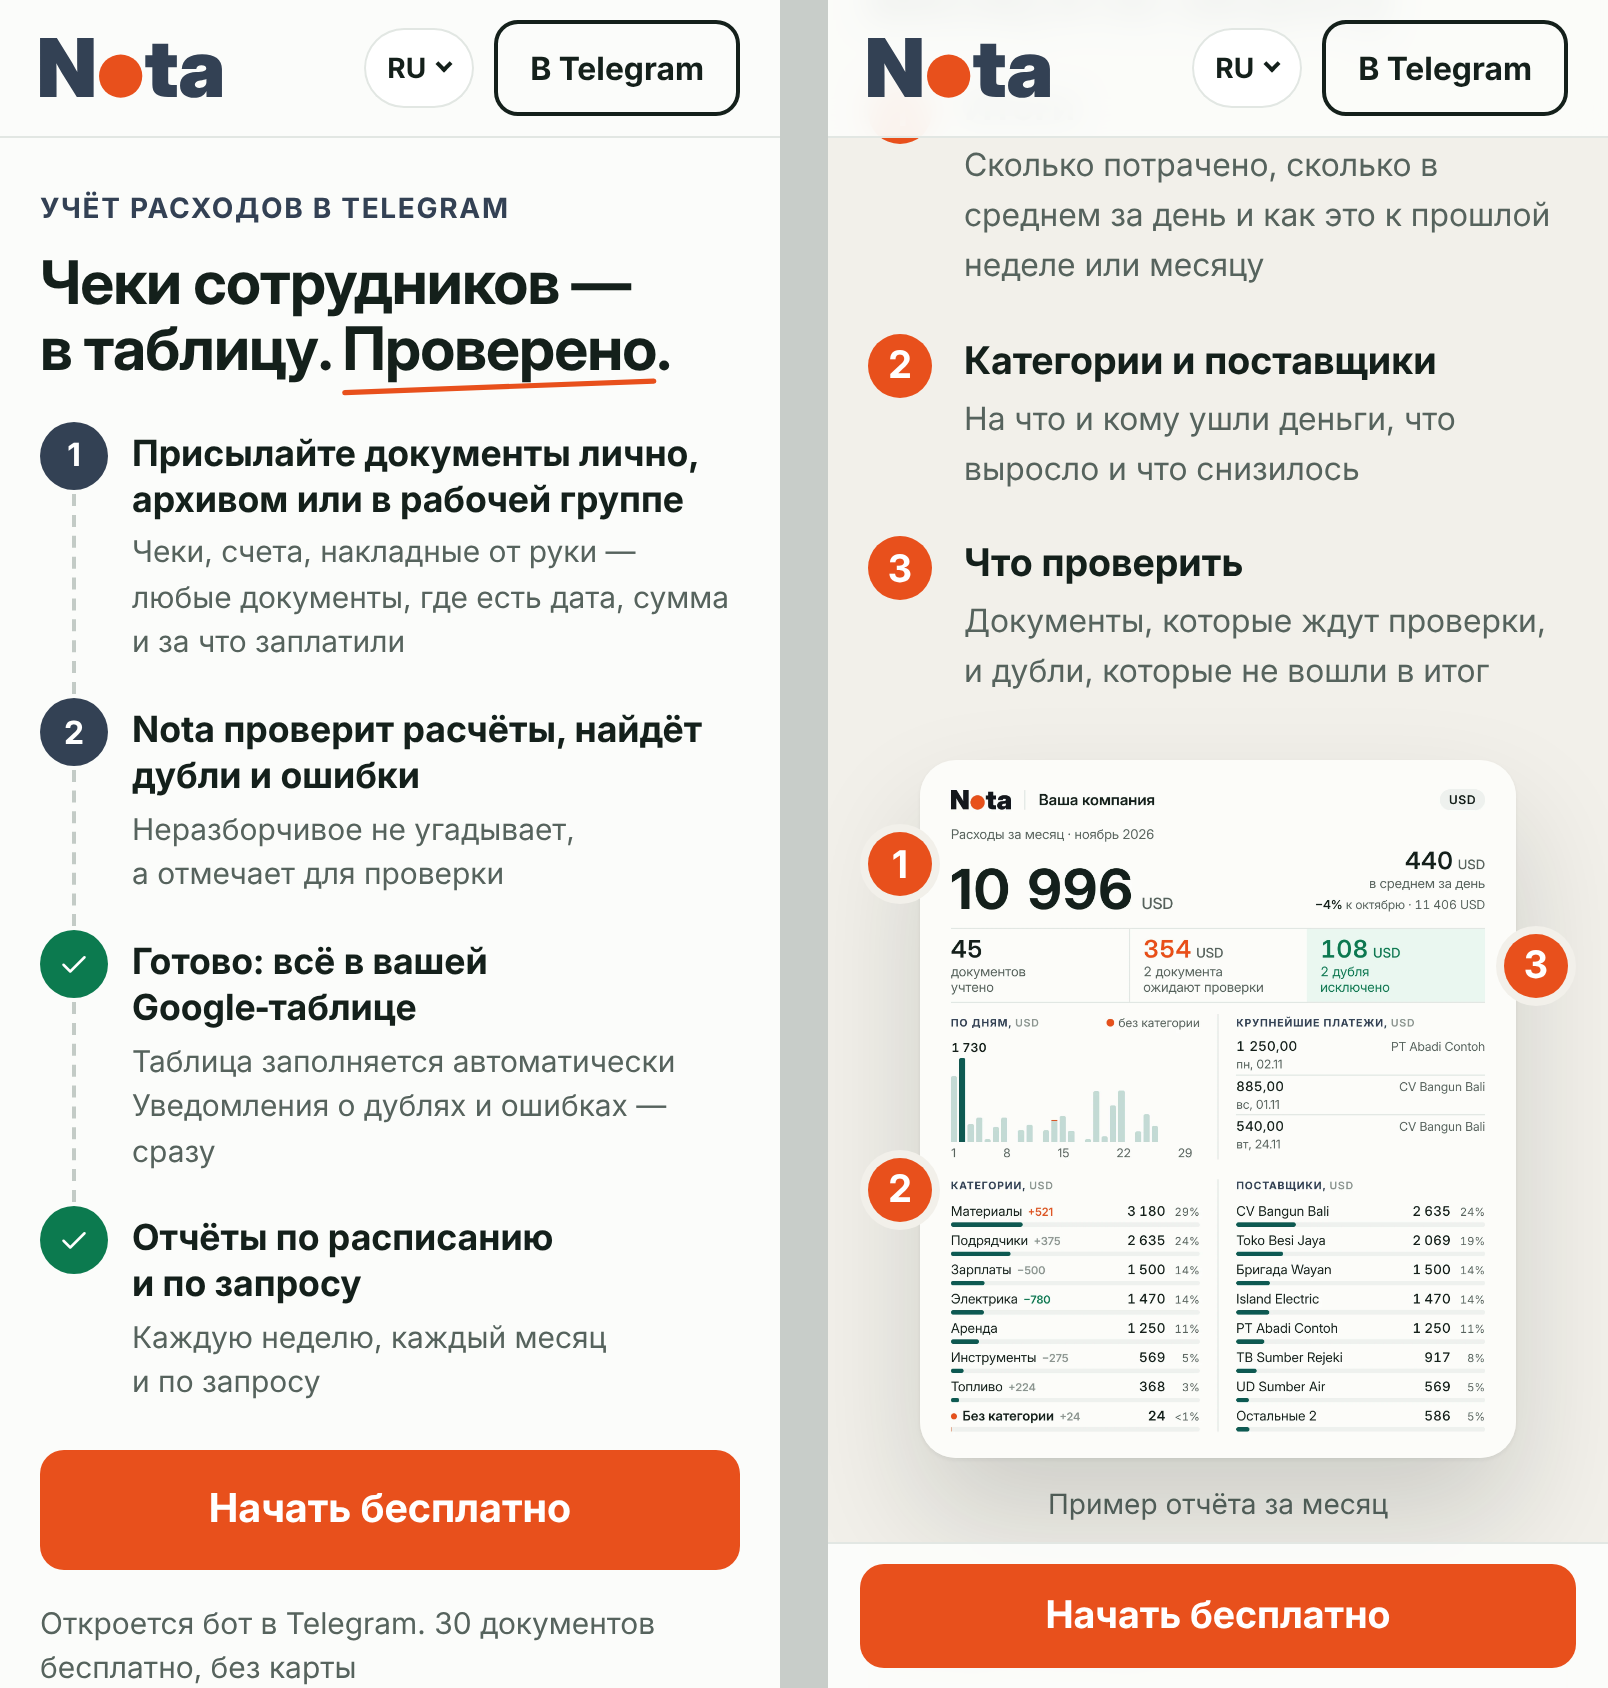 Nota
RU
В Telegram
УЧЁТ РАСХОДОВ В TELEGRAM
Чеки сотрудников —
в таблицу. Проверено.
1
Присылайте документы лично,
архивом или в рабочей группе
Чеки, счета, накладные от руки —
любые документы, где есть дата, сумма
и за что заплатили
2
Nota проверит расчёты, найдёт
дубли и ошибки
Неразборчивое не угадывает,
а отмечает для проверки
Готово: всё в вашей
Google-таблице
Таблица заполняется автоматически
Уведомления о дублях и ошибках —
сразу
Отчёты по расписанию
и по запросу
Каждую неделю, каждый месяц
и по запросу
Начать бесплатно
Откроется бот в Telegram. 30 документов
бесплатно, без карты
Nota
RU
В Telegram
Сколько потрачено, сколько в
среднем за день и как это к прошлой
неделе или месяцу
2
Категории и поставщики
На что и кому ушли деньги, что
выросло и что снизилось
3
Что проверить
Документы, которые ждут проверки,
и дубли, которые не вошли в итог
Nota Ваша компания USD
Расходы за месяц · ноябрь 2026
1
10 996 USD
440 USD
в среднем за день
−4% к октябрю · 11 406 USD
45
документов
учтено
354 USD
2 документа
ожидают проверки
108 USD
2 дубля
исключено
3
ПО ДНЯМ, USD
без категории
1 730
1 8 15 22 29
КРУПНЕЙШИЕ ПЛАТЕЖИ, USD
1 250,00 PT Abadi Contoh
пн, 02.11
885,00 CV Bangun Bali
вс, 01.11
540,00 CV Bangun Bali
вт, 24.11
2
КАТЕГОРИИ, USD
Материалы +521 3 180 29%
Подрядчики +375 2 635 24%
Зарплаты −500 1 500 14%
Электрика −780 1 470 14%
Аренда 1 250 11%
Инструменты −275 569 5%
Топливо +224 368 3%
Без категории +24 24 <1%
ПОСТАВЩИКИ, USD
CV Bangun Bali 2 635 24%
Toko Besi Jaya 2 069 19%
Бригада Wayan 1 500 14%
Island Electric 1 470 14%
PT Abadi Contoh 1 250 11%
TB Sumber Rejeki 917 8%
UD Sumber Air 569 5%
Остальные 2 586 5%
Пример отчёта за месяц
Начать бесплатно